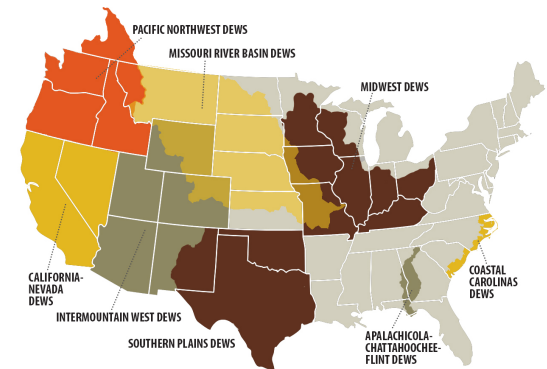 PACIFIC NORTHWEST DEWS
MISSOURI RIVER BASIN DEWS
MIDWEST DEWS
CALIFORNIA-
NEVADA
DEWS
INTERMOUNTAIN WEST DEWS
SOUTHERN PLAINS DEWS
COASTAL
CAROLINAS
DEWS
APALACHICOLA-
CHATTAHOOCHEE-
FLINT DEWS